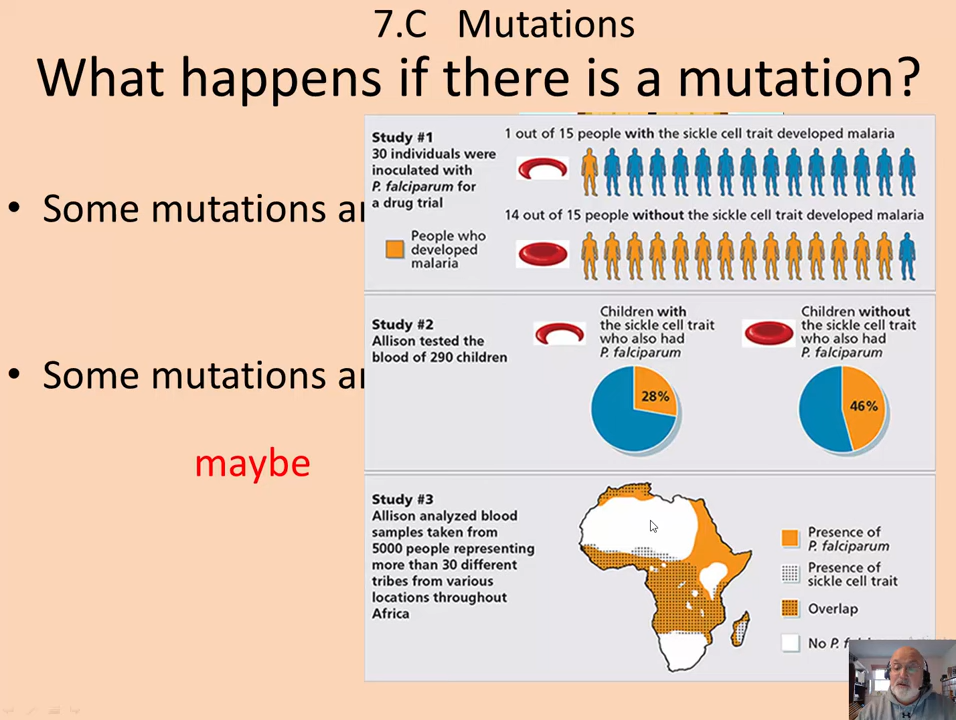 7.C Mutations
What happens if there is a mutation?
• Some mutations
• Some mutations
maybe
Study #1
30 individuals were
inoculated with
P. falciparum for
a drug trial
People who
developed
malaria
1 out of 15 people with the sickle cell trait developed malaria
14 out of 15 people without the sickle cell trait developed malaria
Study #2
Allison tested the
blood of 290 children
Children with
the sickle cell trait
who also had
P. falciparum
28%
Children without
the sickle cell trait
who also had
P. falciparum
46%
Study #3
Allison analyzed blood
samples taken from
5000 people representing
more than 30 different
tribes from various
locations throughout
Africa
Presence of
P. falciparum
Presence of
sickle cell trait
Overlap
No P.